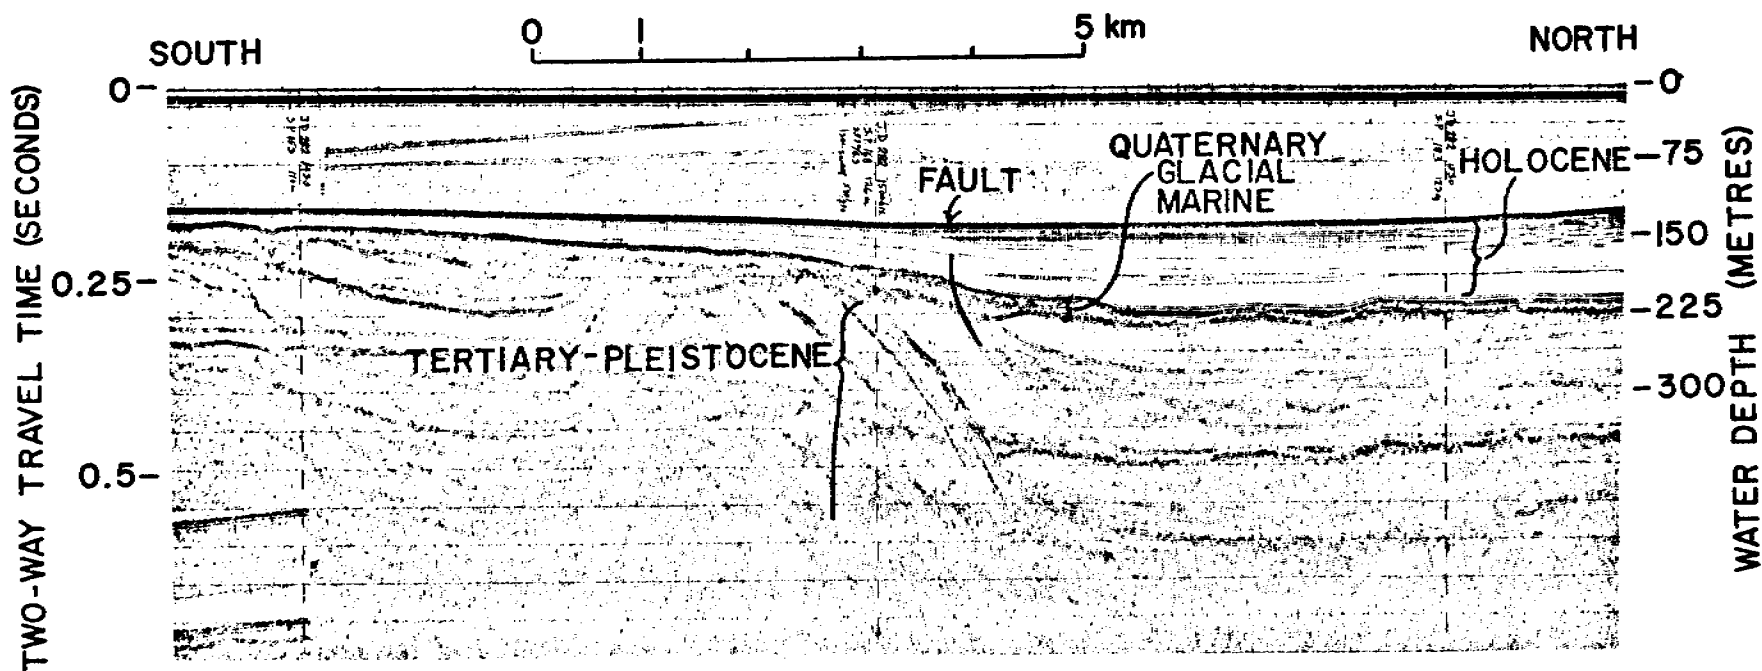 0 1 5 km
SOUTH NORTH
0- -0
QUATERNARY
GLACIAL
MARINE
HOLOCENE
-75
FAULT
-150
0.25-
-225
TERTIARY-PLEISTOCENE
-300
0.5-
TWO-WAY TRAVEL TIME (SECONDS)
WATER DEPTH (METRES)